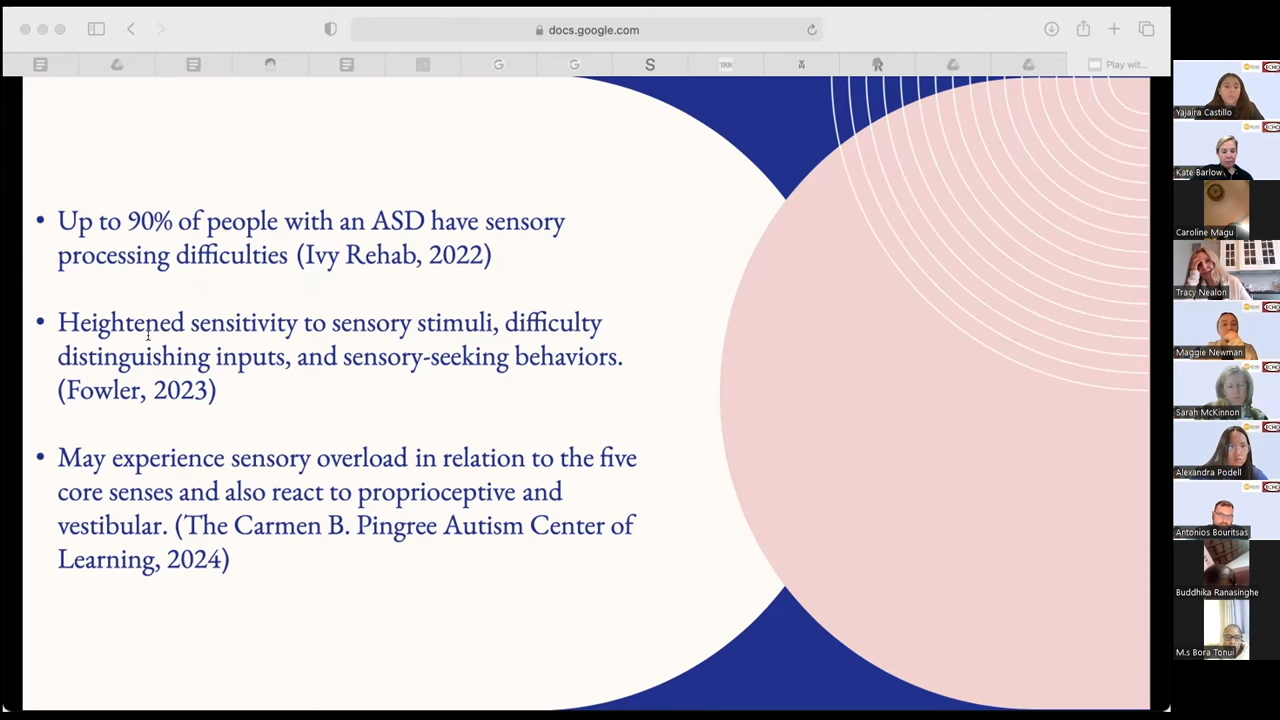 docs.google.com
G
G
S
TRK
Play wit...
• Up to 90% of people with an ASD have sensory
processing difficulties (Ivy Rehab, 2022)
• Heightened sensitivity to sensory stimuli, difficulty
distinguishing inputs, and sensory-seeking behaviors.
(Fowler, 2023)
• May experience sensory overload in relation to the five
core senses and also react to proprioceptive and
vestibular. (The Carmen B. Pingree Autism Center of
Learning, 2024)
Yajaira Castillo
Kate Barlow
Caroline Magu
Tracy Nealon
Maggie Newman
Sarah McKinnon
Alexandra Podell
Antonios Bouritsas
Buddhika Ranasinghe
M.s Bora Tonui